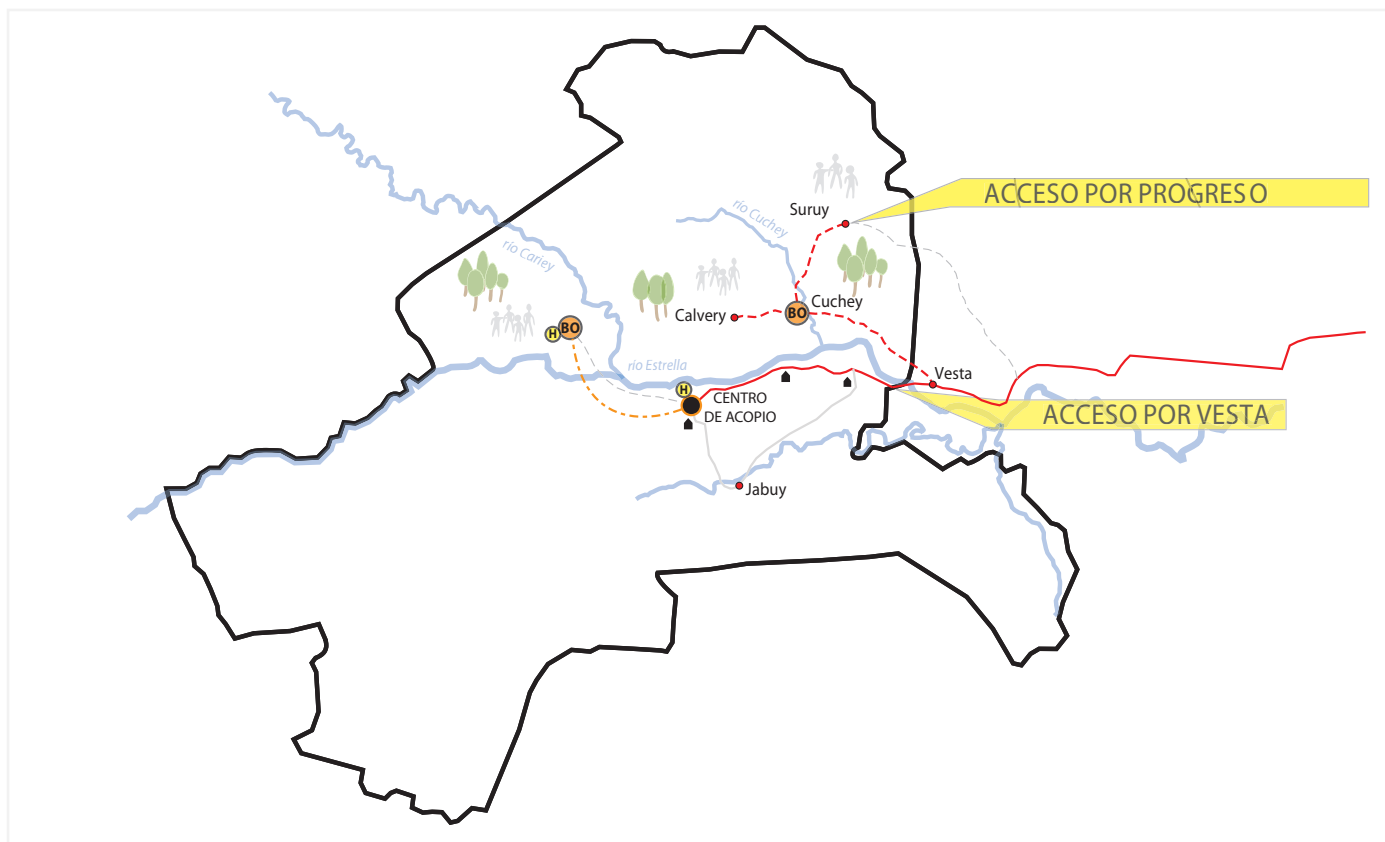 ACCESO POR PROGRESO
Suruy
río Cuchey
río Cariey
Cuchey
BO
Calvery
BO
H
río Estrella
Vesta
H
CENTRO
DE ACOPIO
ACCESO POR VESTA
Jabuy